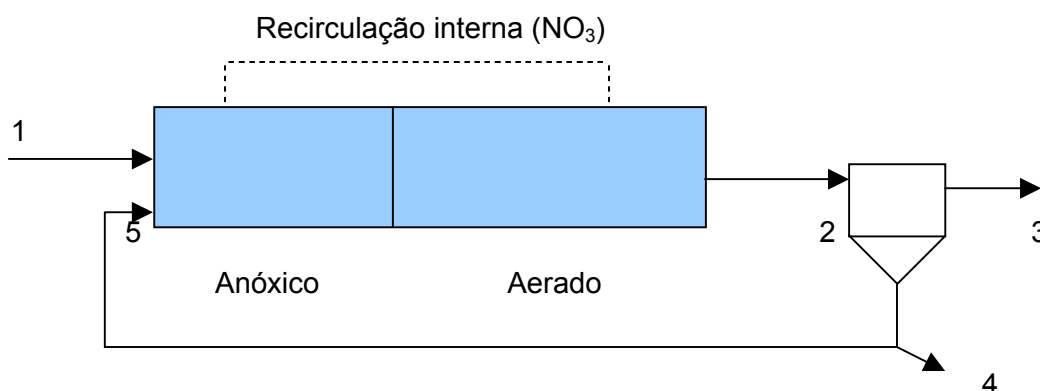 Recirculação interna (NO₃)
1
5
2
3
Anóxico
Aerado
4